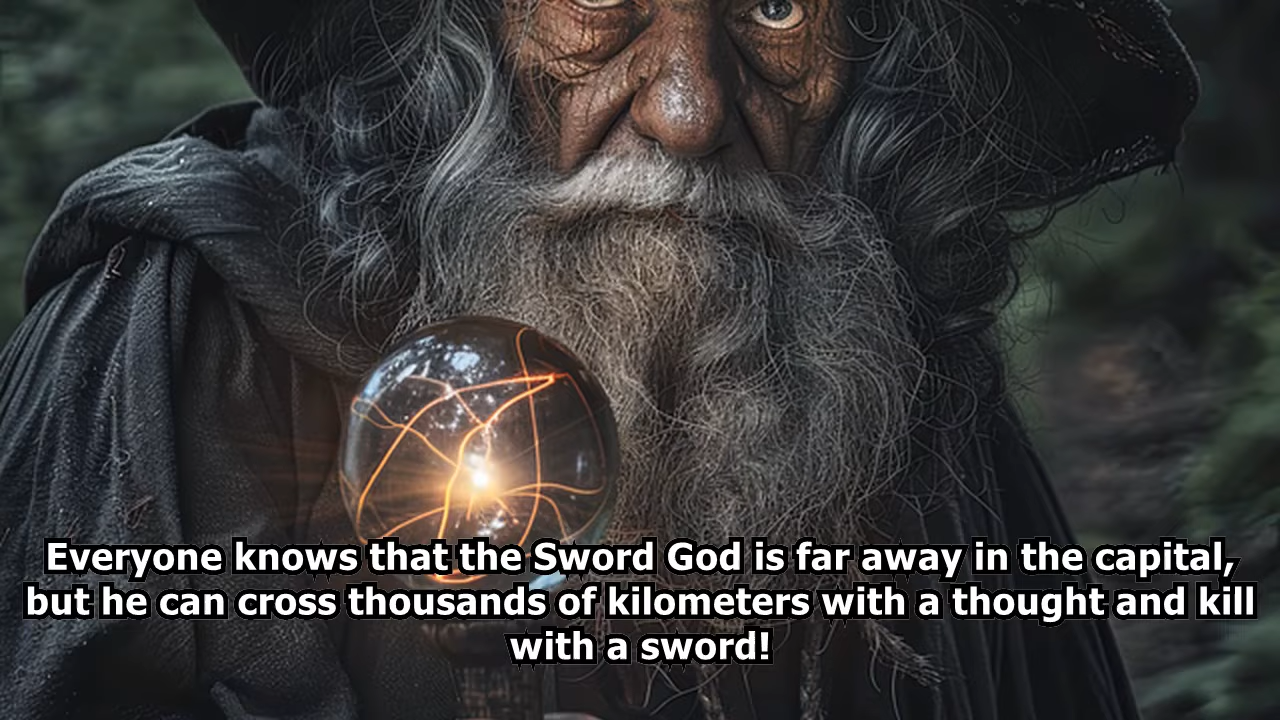 Everyone knows that the Sword God is far away in the capital,
but he can cross thousands of kilometers with a thought and kill
with a sword!